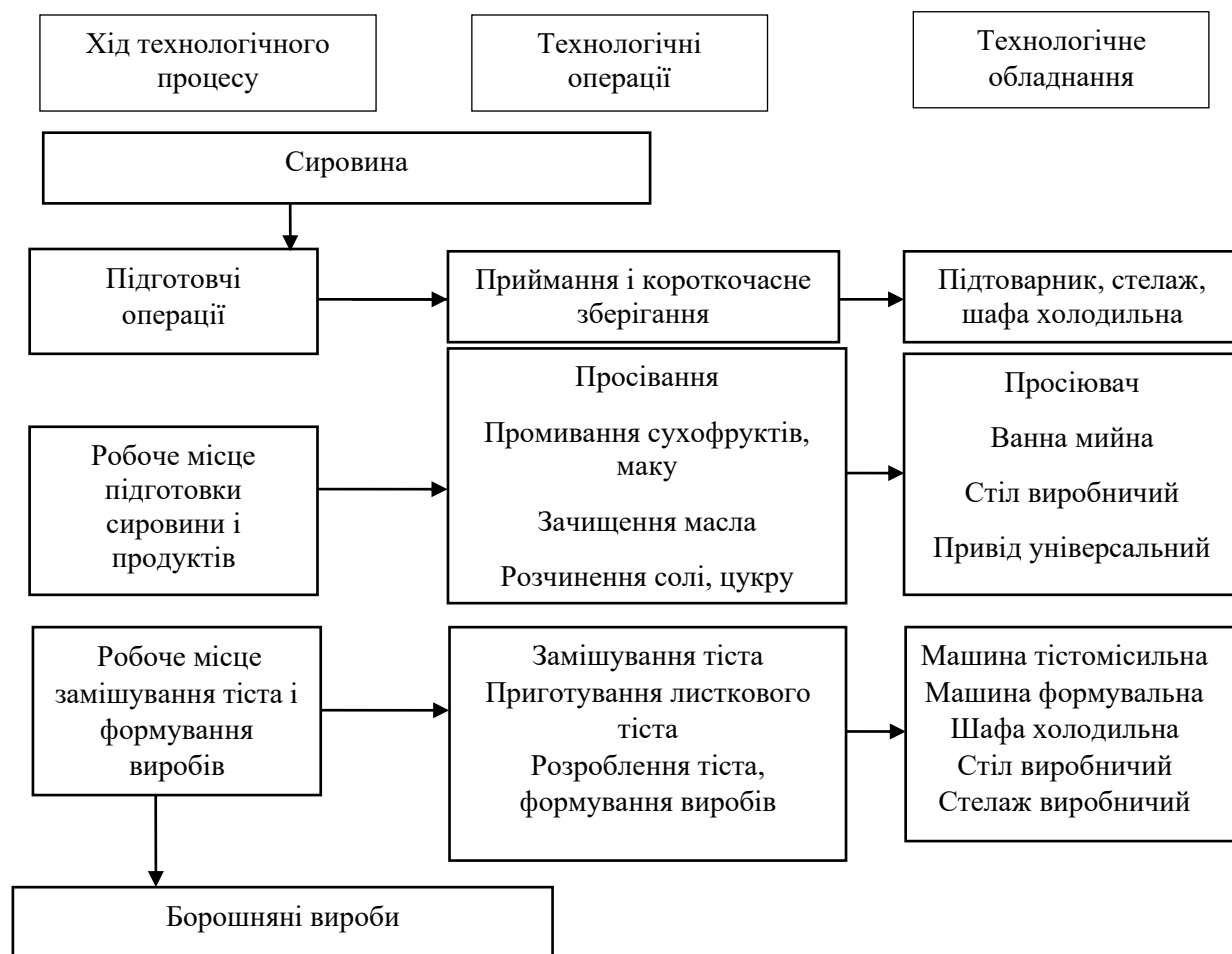 Хід технологічного
процесу
Технологічні
операції
Технологічне
обладнання
Сировина
Підготовчі
операції
Приймання і короткочасне
зберігання
Підтоварник, стелаж,
шафа холодильна
Робоче місце
підготовки
сировини і
продуктів
Просівання
Промивання сухофруктів,
маку
Зачищення масла
Розчинення солі, цукру
Просіювач
Ванна мийна
Стіл виробничий
Привід універсальний
Робоче місце
замішування тіста і
формування
виробів
Замішування тіста
Приготування листкового
тіста
Розроблення тіста,
формування виробів
Машина тістомісильна
Машина формувальна
Шафа холодильна
Стіл виробничий
Стелаж виробничий
Борошняні вироби